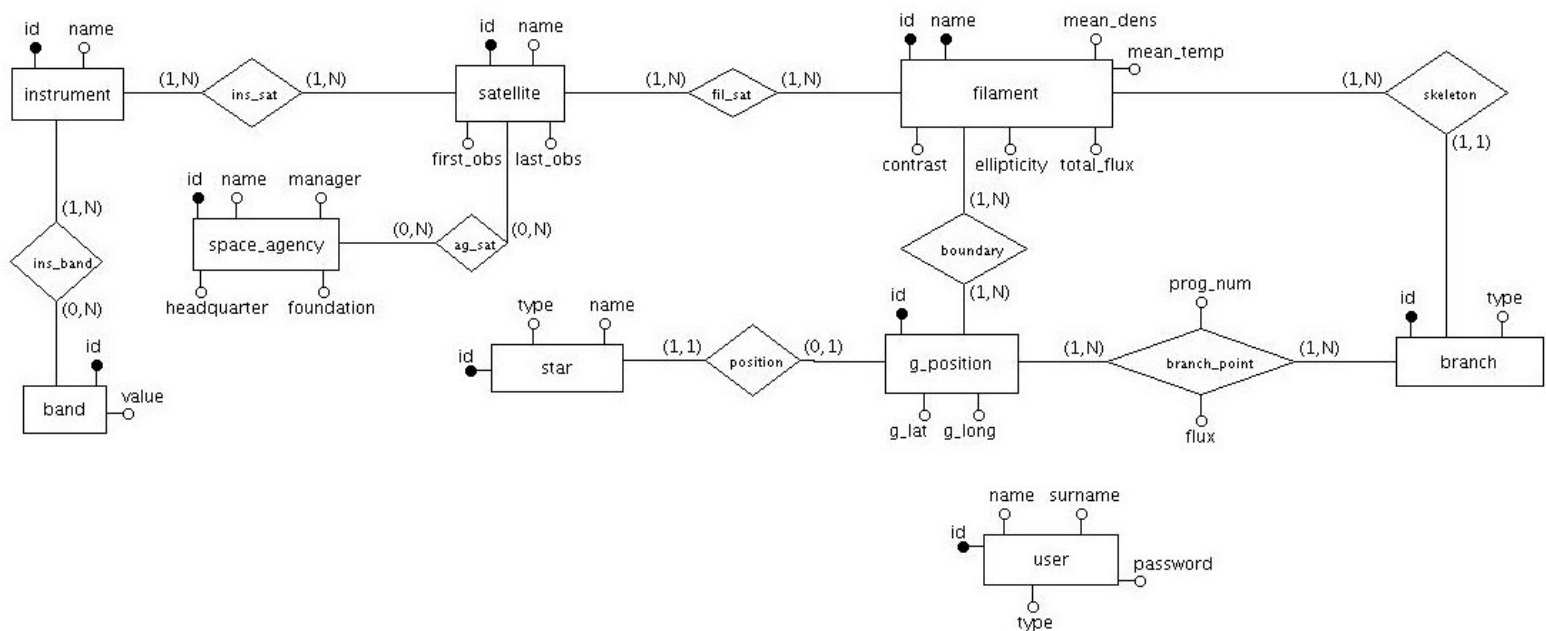 id name
instrument
(1,N) ins_sat (1,N)
id name
satellite
first_obs last_obs
(1,N) fil_sat (1,N)
id name mean_dens
mean_temp
filament
contrast ellipticity total_flux
(1,N) skeleton
(1,1)
(1,N)
ins_band
(0,N)
id
band
value
id name manager
space_agency
headquarter foundation
(0,N) ag_sat (0,N)
(1,N)
boundary
(1,N)
type name
id
star
(1,1) position (0,1)
id
g_position
g_lat g_long
prog_num
(1,N) branch_point (1,N)
flux
id type
branch
name surname
id
user
password
type